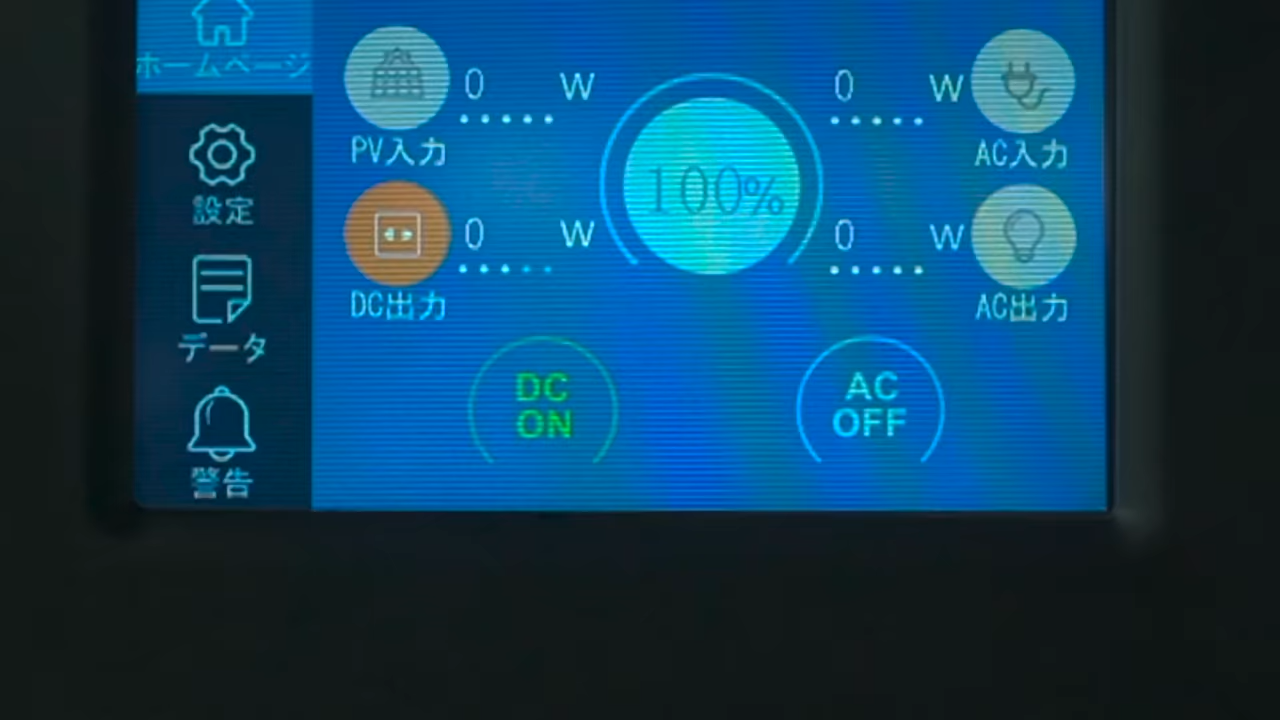 ホームページ
設定
データ
警告
0 W
PV入力
0 W
DC出力
100%
0 W
AC入力
0 W
AC出力
DC
ON
AC
OFF